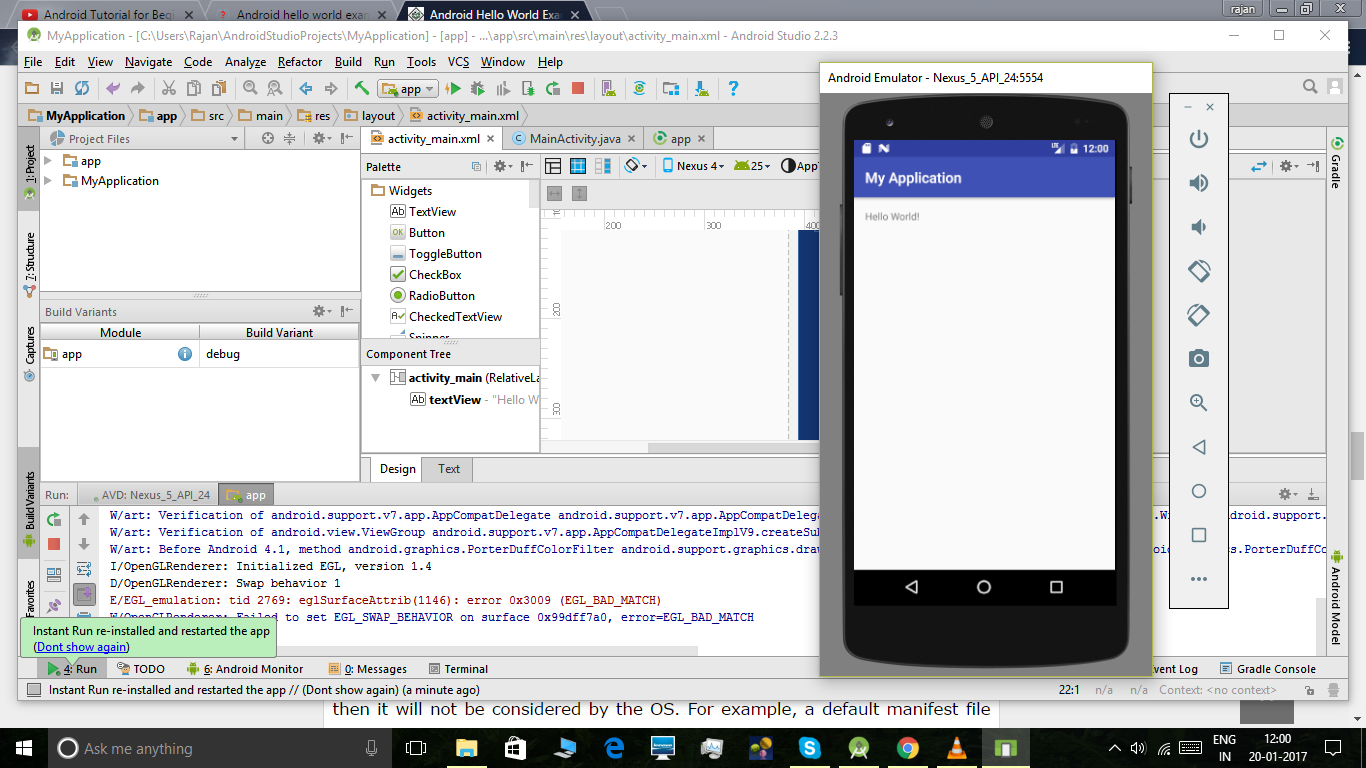 Android Tutorial for Beg
Android hello world exam
Android Hello World Exa
rajan
MyApplication - [C:\Users\Rajan\AndroidStudioProjects\MyApplication] - [app] - ...\app\src\main\res\layout\activity_main.xml - Android Studio 2.2.3
File Edit View Navigate Code Analyze Refactor Build Run Tools VCS Window Help
app
MyApplication app src main res layout activity_main.xml
Project Files
activity_main.xml MainActivity.java app
1: Project
7: Structure
Captures
Build Variants
Favorites
app
MyApplication
Build Variants
Module Build Variant
app debug
Palette
Nexus 4 25 AppT
Widgets
TextView
Button
ToggleButton
CheckBox
RadioButton
CheckedTextView
Spinner
200 300 400
200
300
Component Tree
activity_main (RelativeLa
textView - "Hello W
Design Text
Android Emulator - Nexus_5_API_24:5554
12:00
My Application
Hello World!
Gradle
Android Model
Run: AVD: Nexus_5_API_24 app
W/art: Verification of android.support.v7.app.AppCompatDelegate android.support.v7.app.AppCompatDelega
W/art: Verification of android.view.ViewGroup android.support.v7.app.AppCompatDelegateImplV9.createSub
W/art: Before Android 4.1, method android.graphics.PorterDuffColorFilter android.support.graphics.draw
.Wi
ndroid.support.
oid
s.PorterDuffCo
I/OpenGLRenderer: Initialized EGL, version 1.4
D/OpenGLRenderer: Swap behavior 1
E/EGL_emulation: tid 2769: eglSurfaceAttrib(1146): error 0x3009 (EGL_BAD_MATCH)
W/OpenGLRenderer: Failed to set EGL_SWAP_BEHAVIOR on surface 0x99dff7a0, error=EGL_BAD_MATCH
Instant Run re-installed and restarted the app
(Dont show again)
4: Run TODO 6: Android Monitor 0: Messages Terminal
vent Log Gradle Console
Instant Run re-installed and restarted the app // (Dont show again) (a minute ago)
22:1 n/a n/a Context: <no context>
then it will not be considered by the OS. For example, a default manifest file
Ask me anything
ENG
IN
12:00
20-01-2017